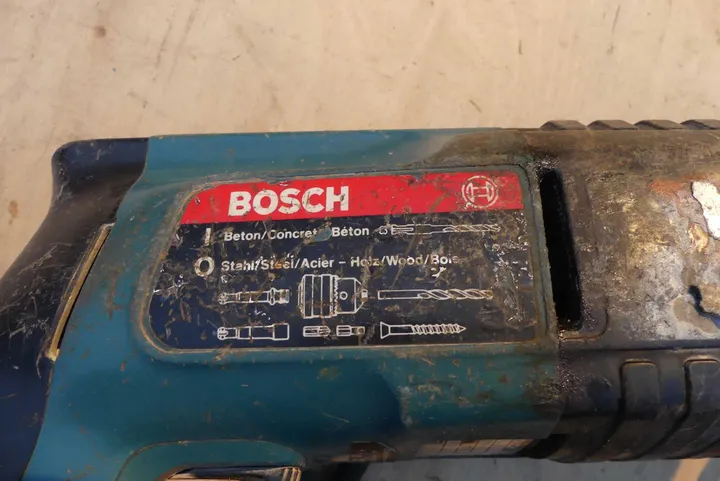 BOSCH
Beton/Concrete Béton
Stahl/Steel/Acier - Holz/Wood/Bois